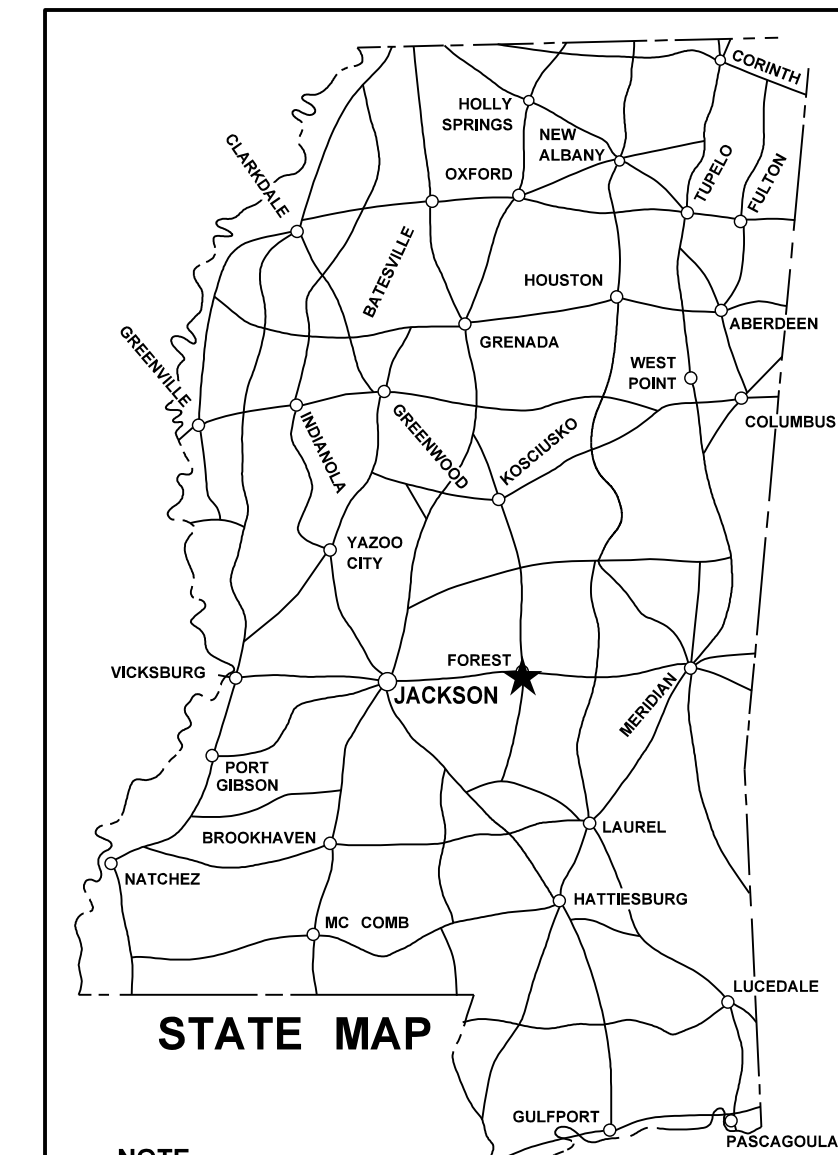 CORINTH
HOLLY
SPRINGS
NEW
ALBANY
CLARKDALE
OXFORD
TUPELO
FULTON
BATESVILLE
HOUSTON
ABERDEEN
GREENVILLE
GRENADA
WEST
POINT
COLUMBUS
INDIANOLA
GREENWOOD
KOSCIUSKO
YAZOO
CITY
FOREST
VICKSBURG
JACKSON
MERIDIAN
PORT
GIBSON
LAUREL
BROOKHAVEN
NATCHEZ
HATTIESBURG
MC COMB
LUCEDALE
STATE MAP
GULFPORT
PASCAGOULA
NOTE